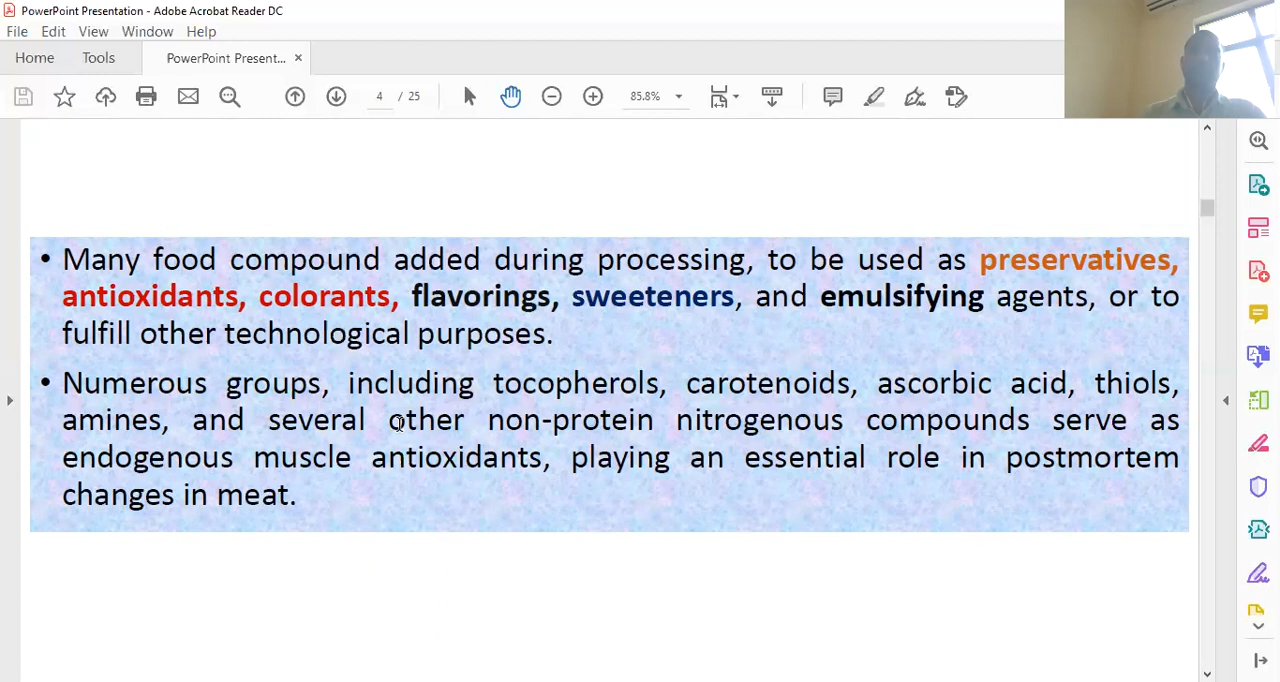 PowerPoint Presentation - Adobe Acrobat Reader DC
File Edit View Window Help
Home Tools PowerPoint Present... ×
4 / 25 85.8%
• Many food compound added during processing, to be used as preservatives,
antioxidants, colorants, flavorings, sweeteners, and emulsifying agents, or to
fulfill other technological purposes.
• Numerous groups, including tocopherols, carotenoids, ascorbic acid, thiols,
amines, and several other non-protein nitrogenous compounds serve as
endogenous muscle antioxidants, playing an essential role in postmortem
changes in meat.